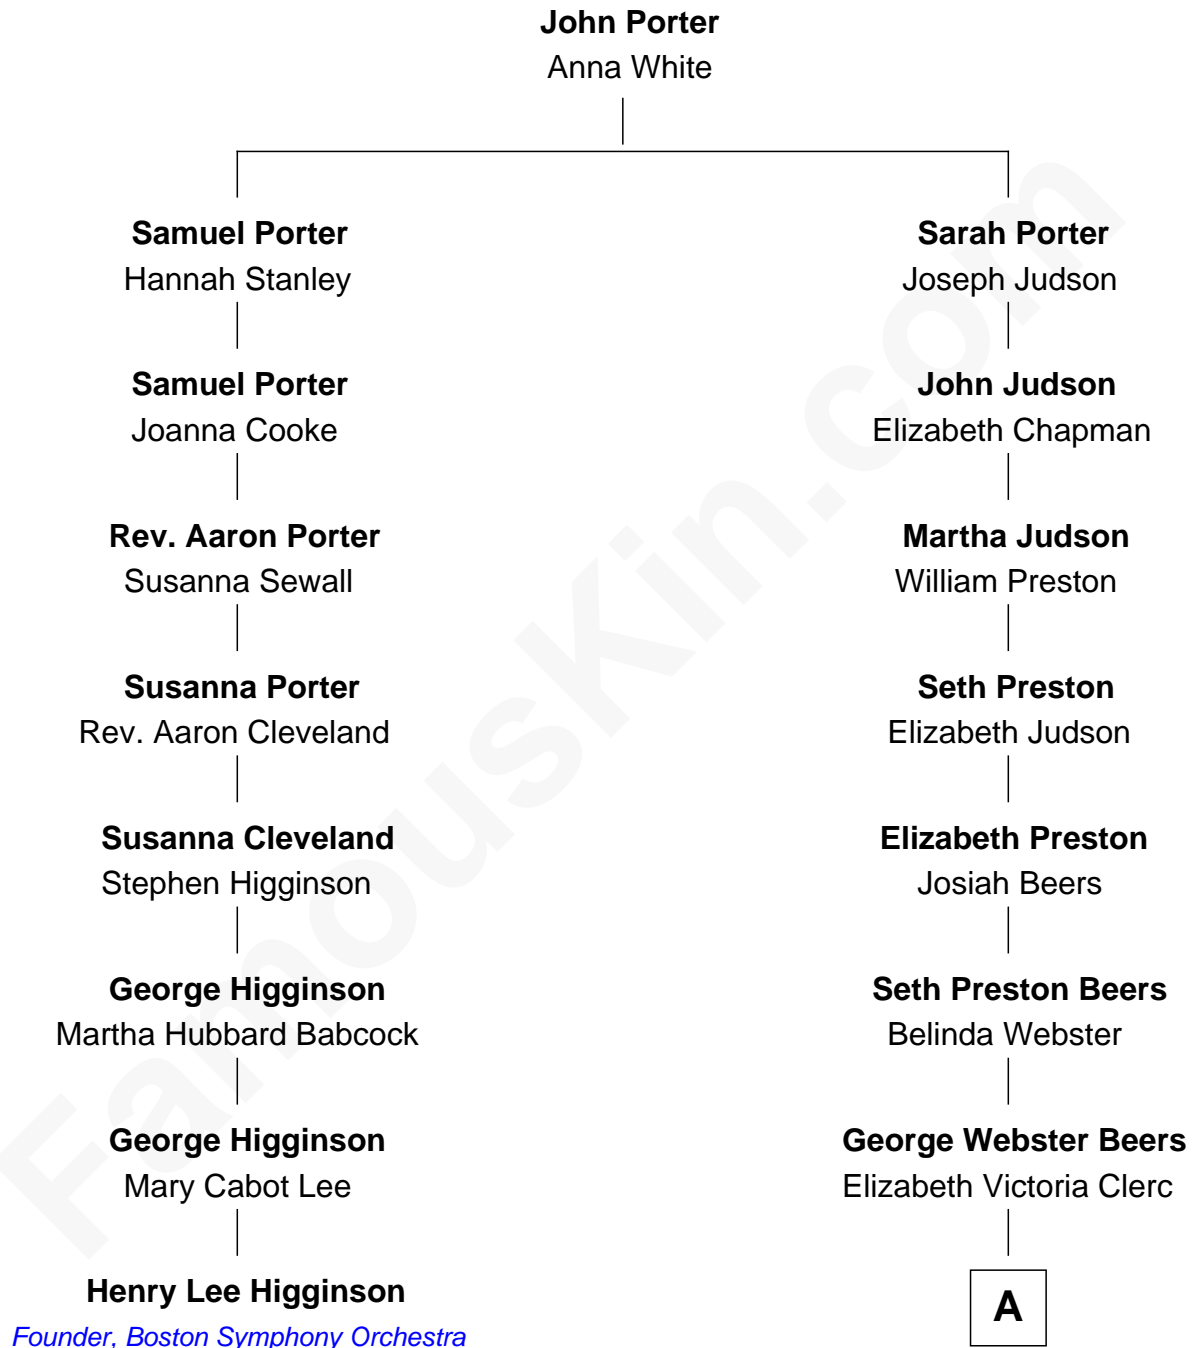 John Porter
Anna White
Samuel Porter
Hannah Stanley
Sarah Porter
Joseph Judson
Samuel Porter
Joanna Cooke
John Judson
Elizabeth Chapman
Rev. Aaron Porter
Susanna Sewall
Martha Judson
William Preston
Susanna Porter
Rev. Aaron Cleveland
Seth Preston
Elizabeth Judson
Susanna Cleveland
Stephen Higginson
Elizabeth Preston
Josiah Beers
George Higginson
Martha Hubbard Babcock
Seth Preston Beers
Belinda Webster
George Higginson
Mary Cabot Lee
George Webster Beers
Elizabeth Victoria Clerc
Henry Lee Higginson
Founder, Boston Symphony Orchestra
A
FamousKin.com